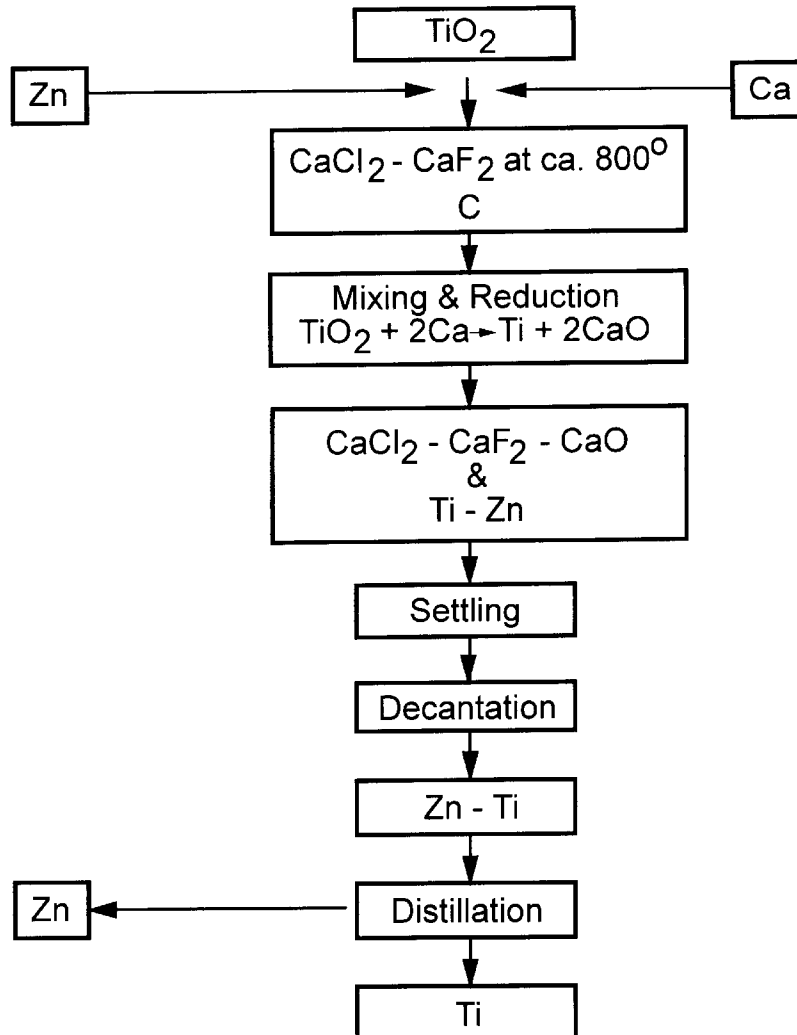 TiO2
Zn
Ca
CaCl2 - CaF2 at ca. 800o
C
Mixing & Reduction
TiO2 + 2Ca→Ti + 2CaO
CaCl2 - CaF2 - CaO
&
Ti - Zn
Settling
Decantation
Zn - Ti
Zn
Distillation
Ti